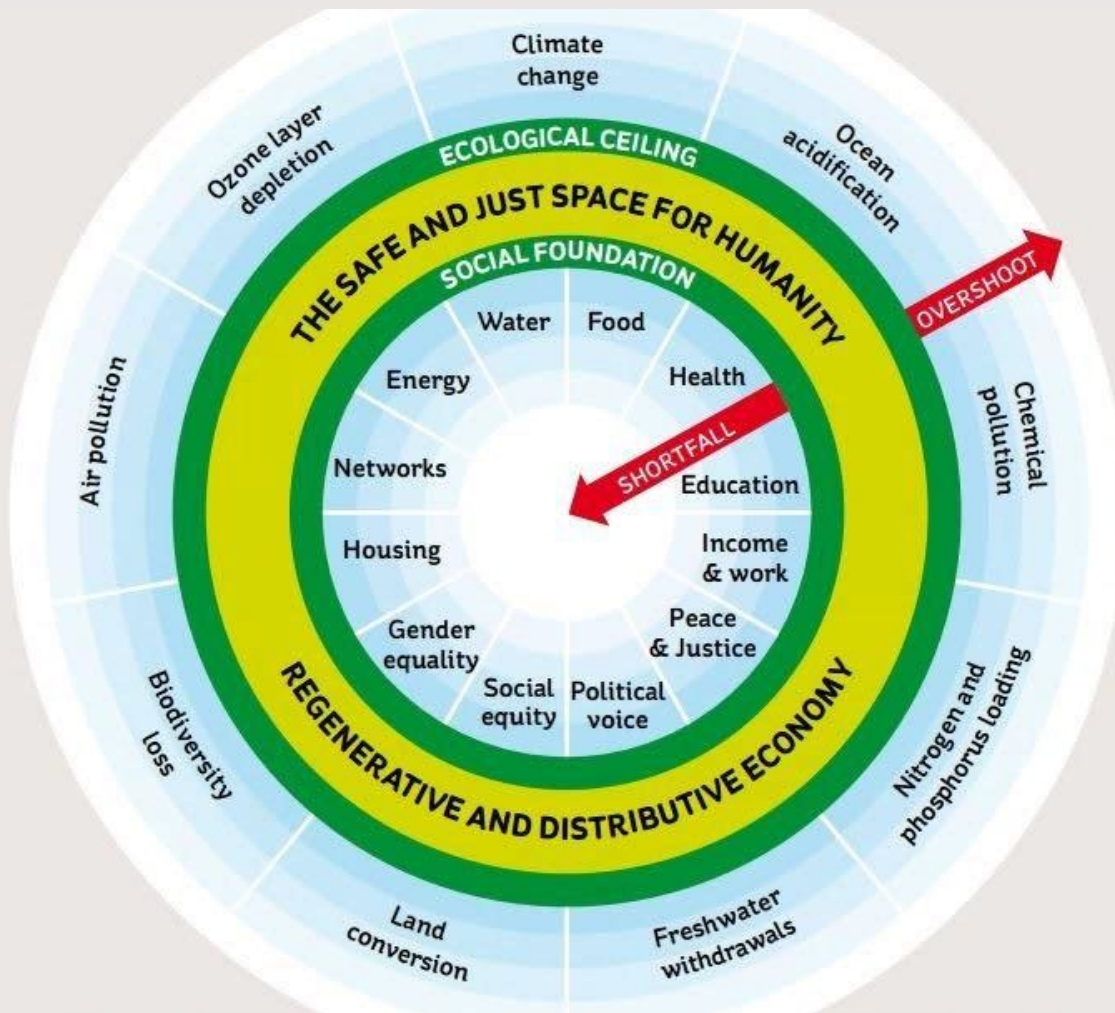 Climate
change
Ocean
acidification
OVERSHOOT
Chemical
pollution
Nitrogen and
phosphorus loading
Freshwater
withdrawals
Land
conversion
Biodiversity
loss
Air pollution
Ozone layer
depletion
ECOLOGICAL CEILING
THE SAFE AND JUST SPACE FOR HUMANITY
SOCIAL FOUNDATION
Water
Food
Health
SHORTFALL
Education
Income
& work
Peace
& Justice
Political
voice
Social
equity
Gender
equality
Housing
Networks
Energy
REGENERATIVE AND DISTRIBUTIVE ECONOMY